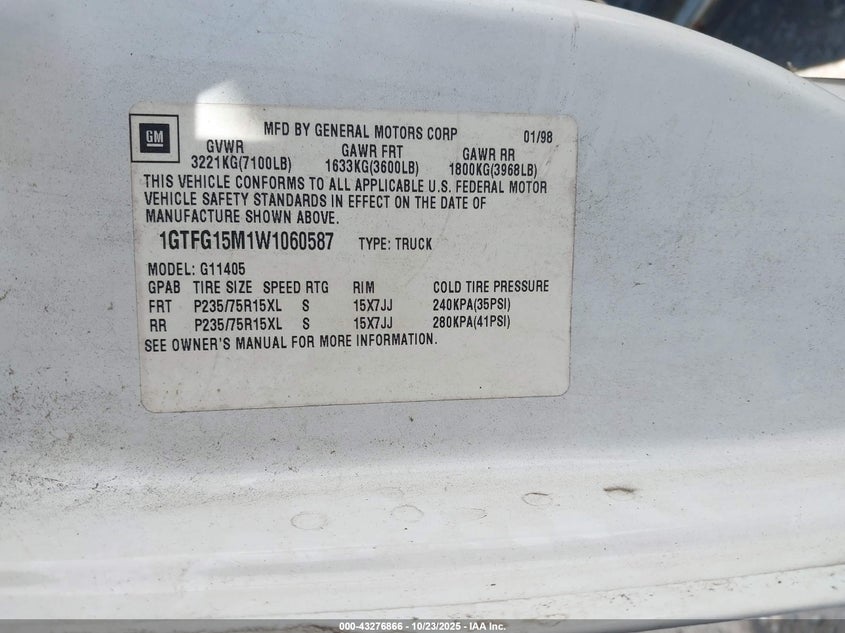 GM
MFD BY GENERAL MOTORS CORP 01/98
GVWR GAWR FRT GAWR RR
3221KG(7100LB) 1633KG(3600LB) 1800KG(3968LB)
THIS VEHICLE CONFORMS TO ALL APPLICABLE U.S. FEDERAL MOTOR
VEHICLE SAFETY STANDARDS IN EFFECT ON THE DATE OF
MANUFACTURE SHOWN ABOVE.
1GTFG15M1W1060587 TYPE: TRUCK
MODEL: G11405
GPAB TIRE SIZE SPEED RTG RIM COLD TIRE PRESSURE
FRT P235/75R15XL S 15X7JJ 240KPA(35PSI)
RR P235/75R15XL S 15X7JJ 280KPA(41PSI)
SEE OWNER'S MANUAL FOR MORE INFORMATION.
000-43276866 - 10/23/2025 - IAA Inc.